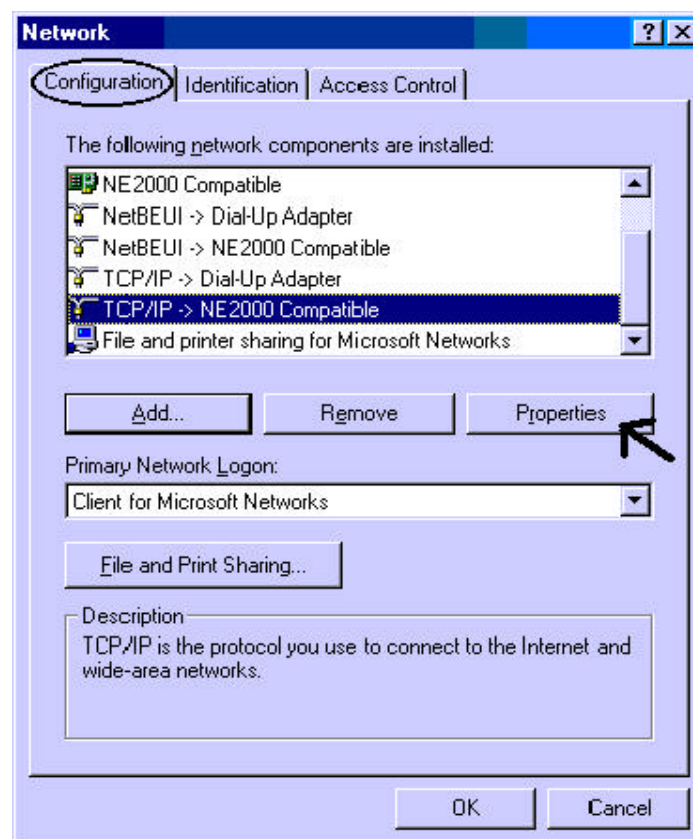 Network
Configuration Identification Access Control
The following network components are installed:
NE2000 Compatible
NetBEUI -> Dial-Up Adapter
NetBEUI -> NE2000 Compatible
TCP/IP -> Dial-Up Adapter
TCP/IP -> NE2000 Compatible
File and printer sharing for Microsoft Networks
Add... Remove Properties
Primary Network Logon:
Client for Microsoft Networks
File and Print Sharing...
Description
TCP/IP is the protocol you use to connect to the Internet and
wide-area networks.
OK Cancel